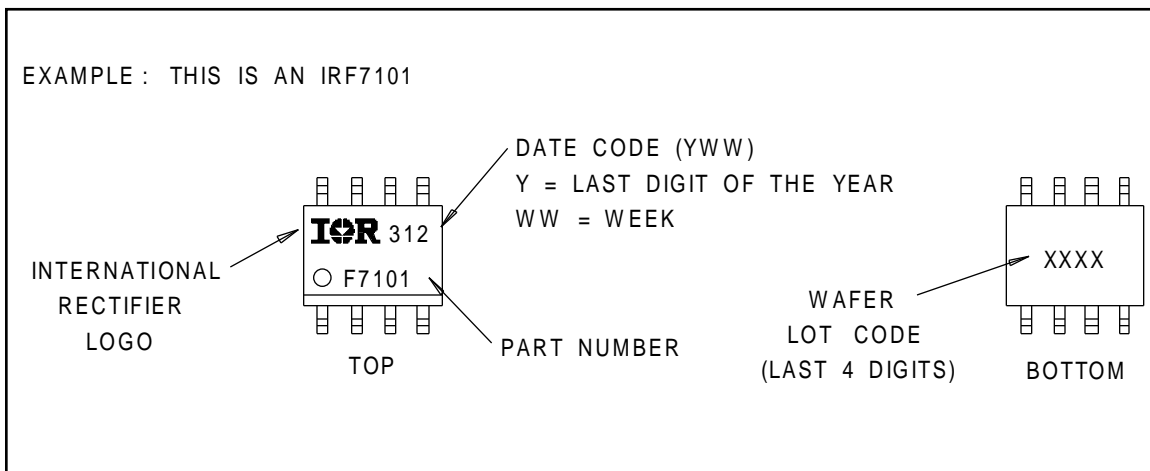 EXAMPLE : THIS IS AN IRF7101
DATE CODE (YWW)
Y = LAST DIGIT OF THE YEAR
WW = WEEK
IOR 312
F7101
INTERNATIONAL
RECTIFIER
LOGO
TOP
PART NUMBER
XXXX
WAFER
LOT CODE
(LAST 4 DIGITS)
BOTTOM